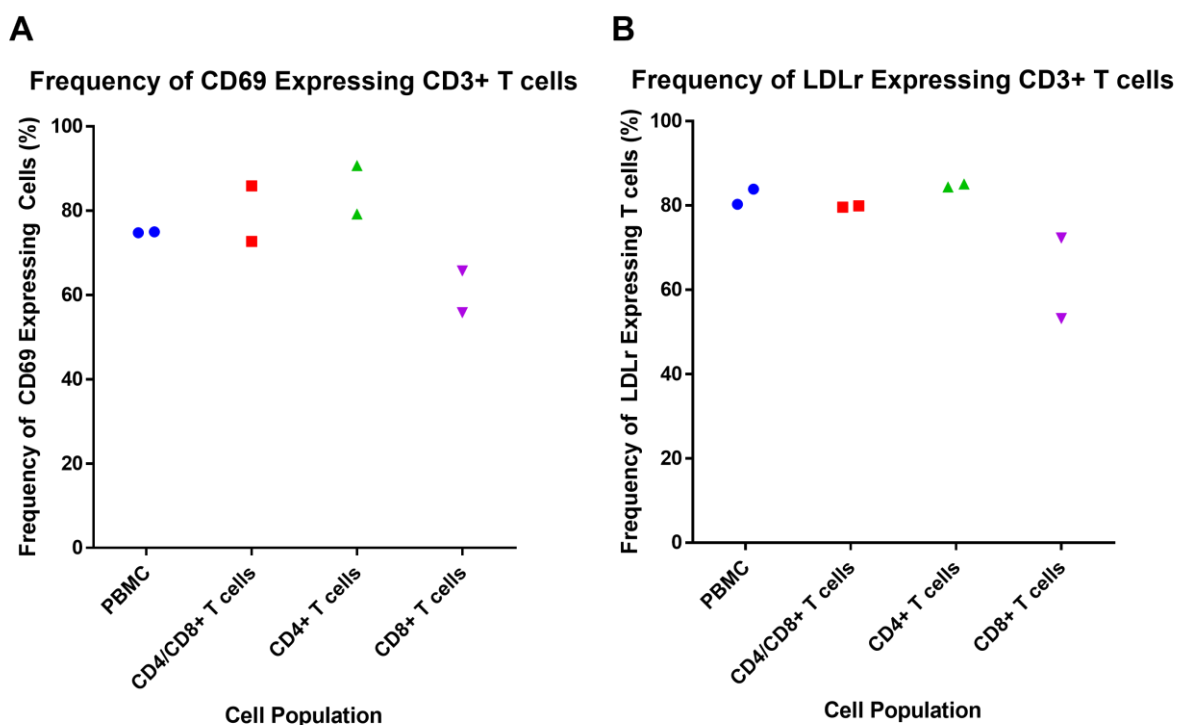 A
Frequency of CD69 Expressing CD3+ T cells
Frequency of CD69 Expressing Cells (%)
100
80
60
40
20
0
PBMC
CD4/CD8+ T cells
CD4+ T cells
CD8+ T cells
Cell Population
B
Frequency of LDLr Expressing CD3+ T cells
Frequency of LDLr Expressing T cells (%)
100
80
60
40
20
0
PBMC
CD4/CD8+ T cells
CD4+ T cells
CD8+ T cells
Cell Population